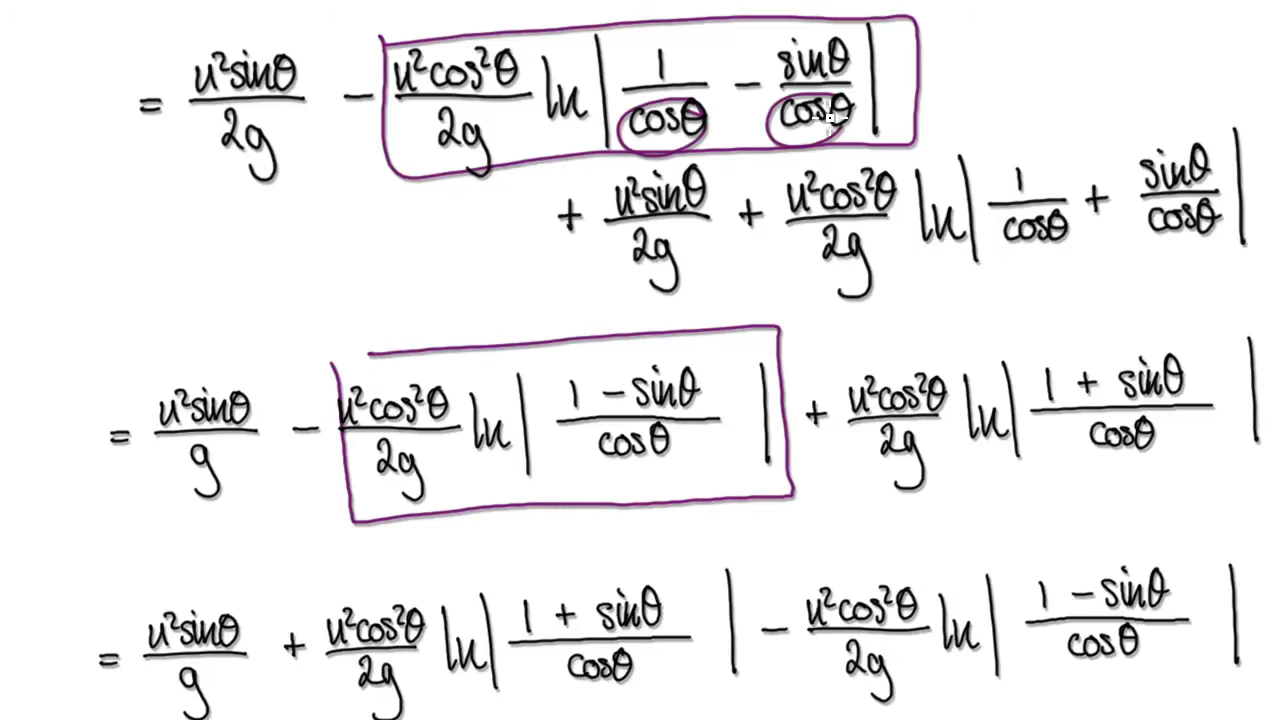 = u²sinθ/2g - u²cos²θ/2g ln|1/cosθ - sinθ/cosθ|
+ u²sinθ/2g + u²cos²θ/2g ln|1/cosθ + sinθ/cosθ|
= u²sinθ/g - u²cos²θ/2g ln|(1 - sinθ)/cosθ| + u²cos²θ/2g ln|(1 + sinθ)/cosθ|
= u²sinθ/g + u²cos²θ/2g ln|(1 + sinθ)/cosθ| - u²cos²θ/2g ln|(1 - sinθ)/cosθ|